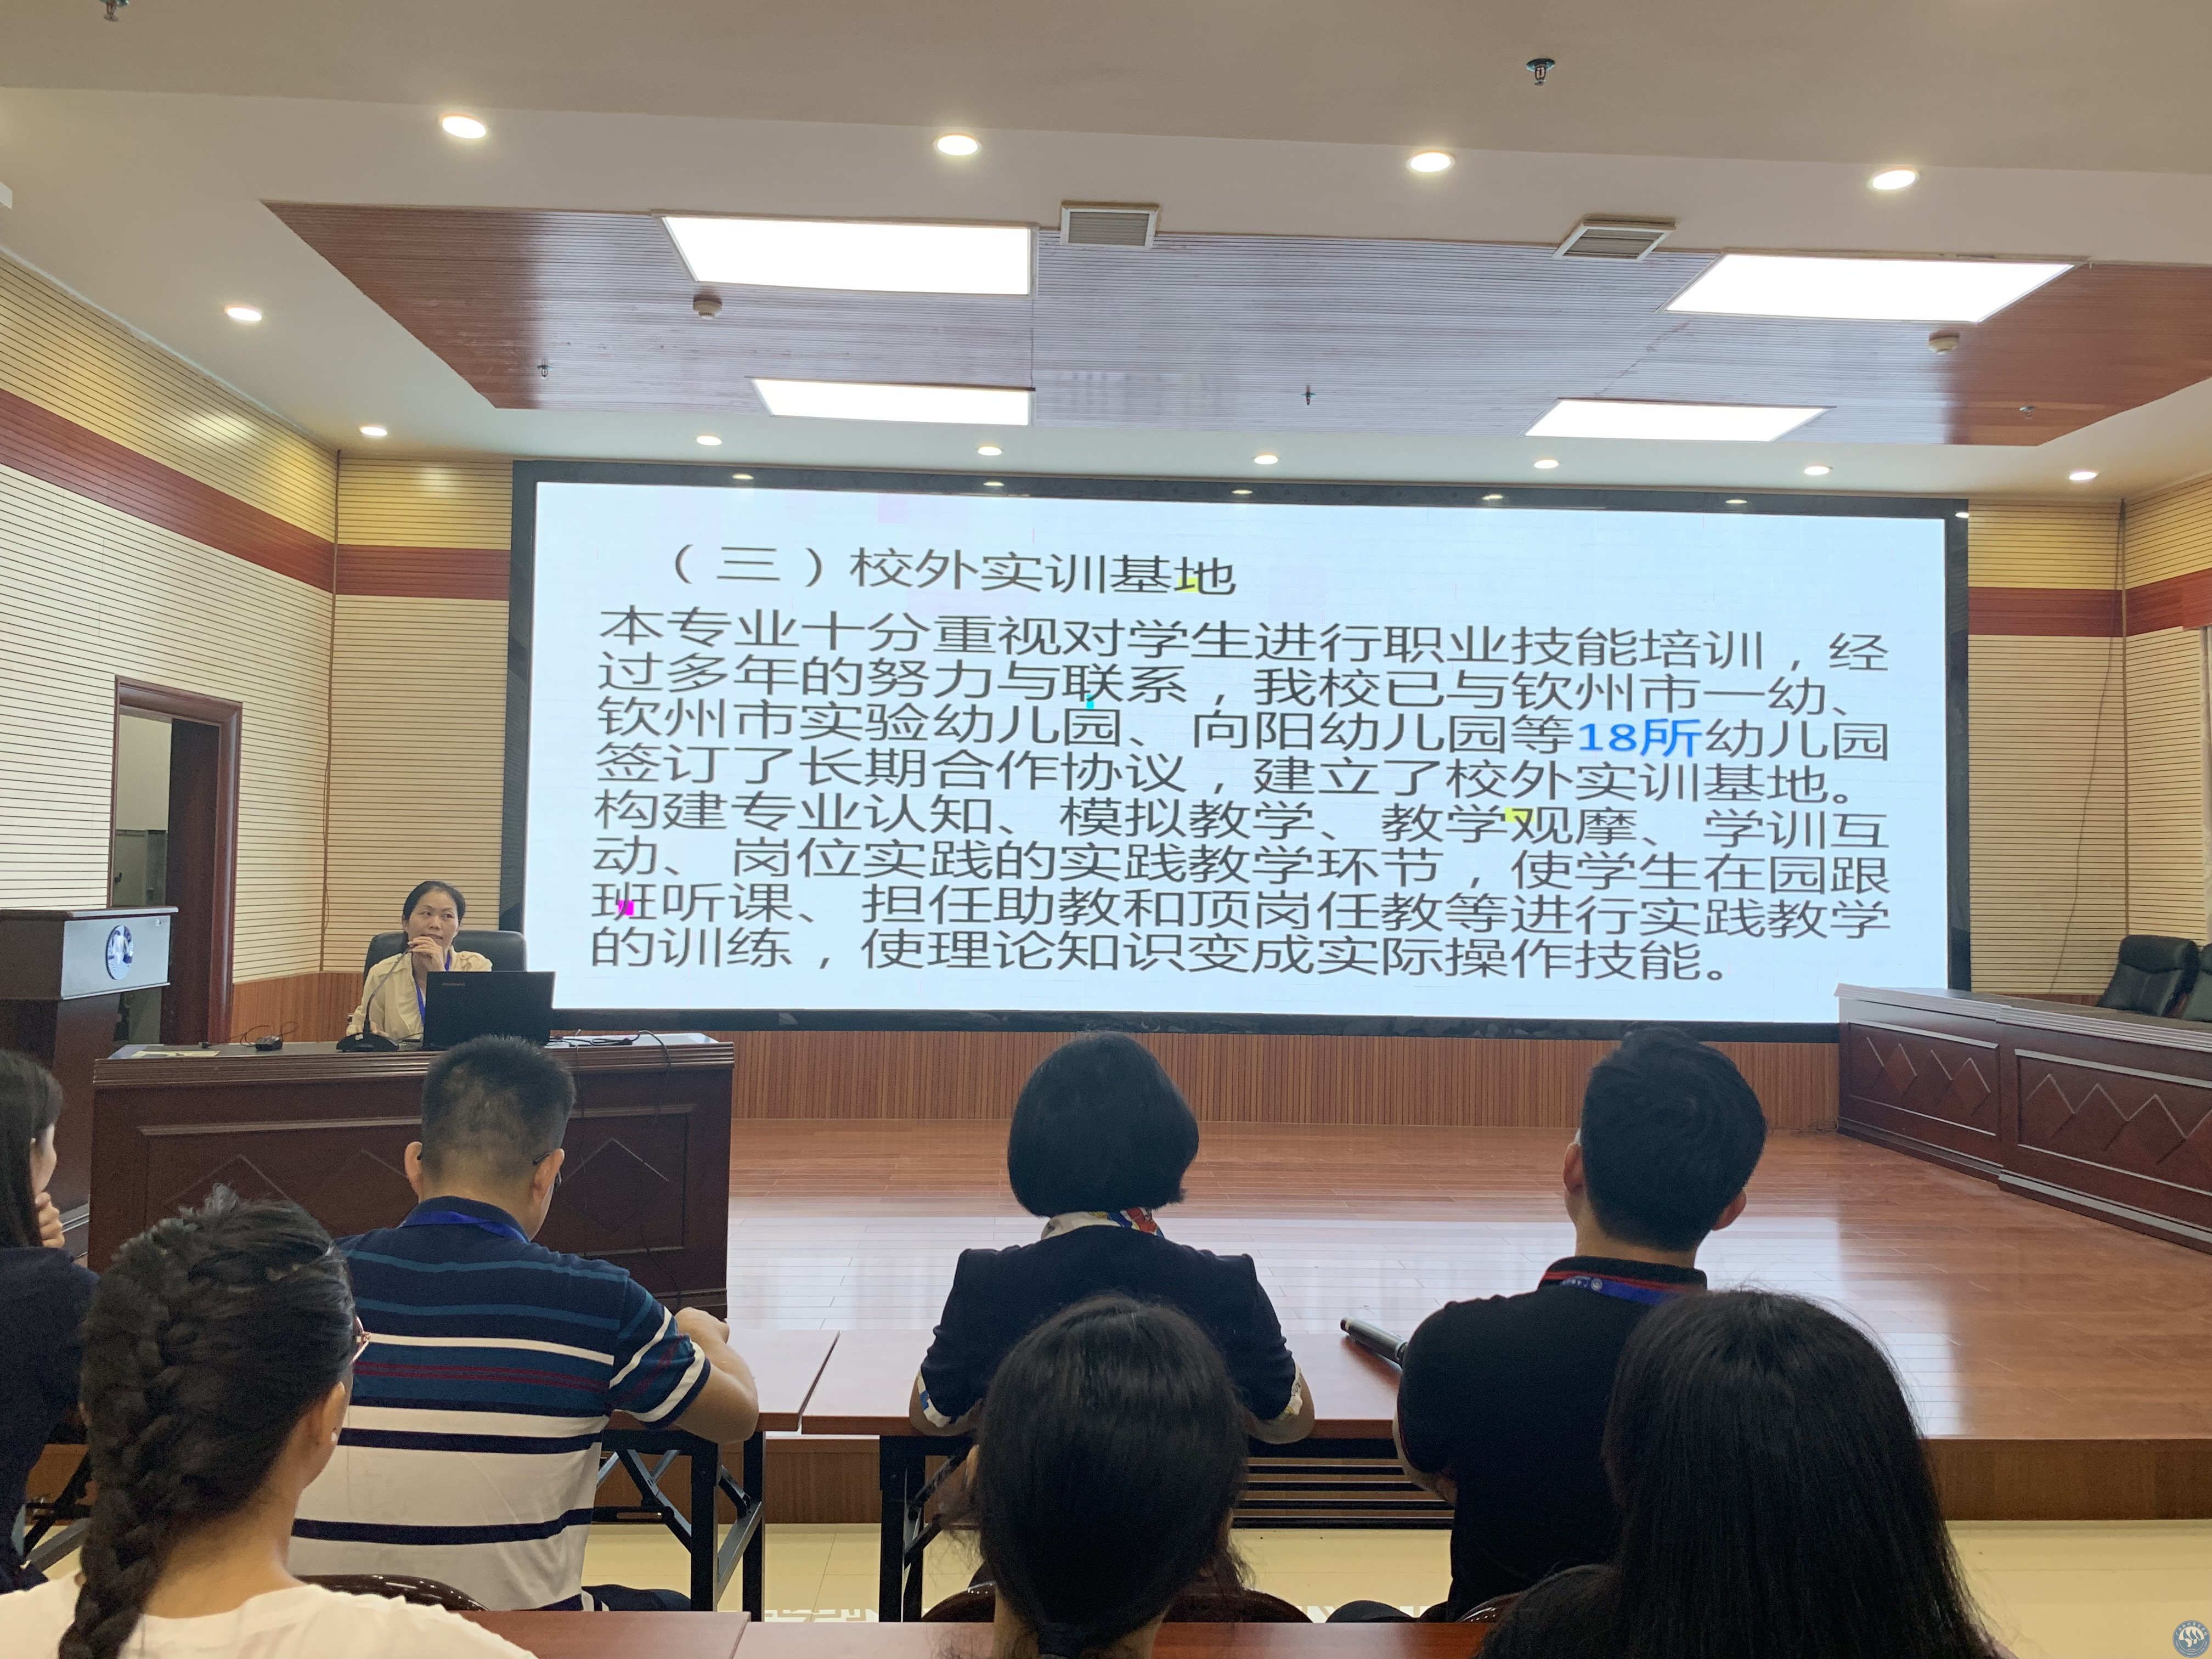 （三）校外实训基地
本专业十分重视对学生进行职业技能培训，经
过多年的努力与联系，我校已与钦州市一幼、
钦州市实验幼儿园、向阳幼儿园等18所幼儿园
签订了长期合作协议，建立了校外实训基地。
构建专业认知、模拟教学、教学观摩、学训互
动、岗位实践的实践教学环节，使学生在园跟
班听课、担任助教和顶岗任教等进行实践教学
的训练，使理论知识变成实际操作技能。